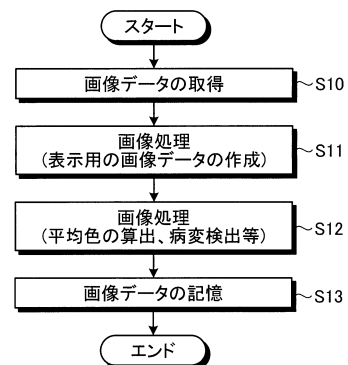 スタート
画像データの取得
S10
画像処理
(表示用の画像データの作成)
S11
画像処理
(平均色の算出、病変検出等)
S12
画像データの記憶
S13
エンド